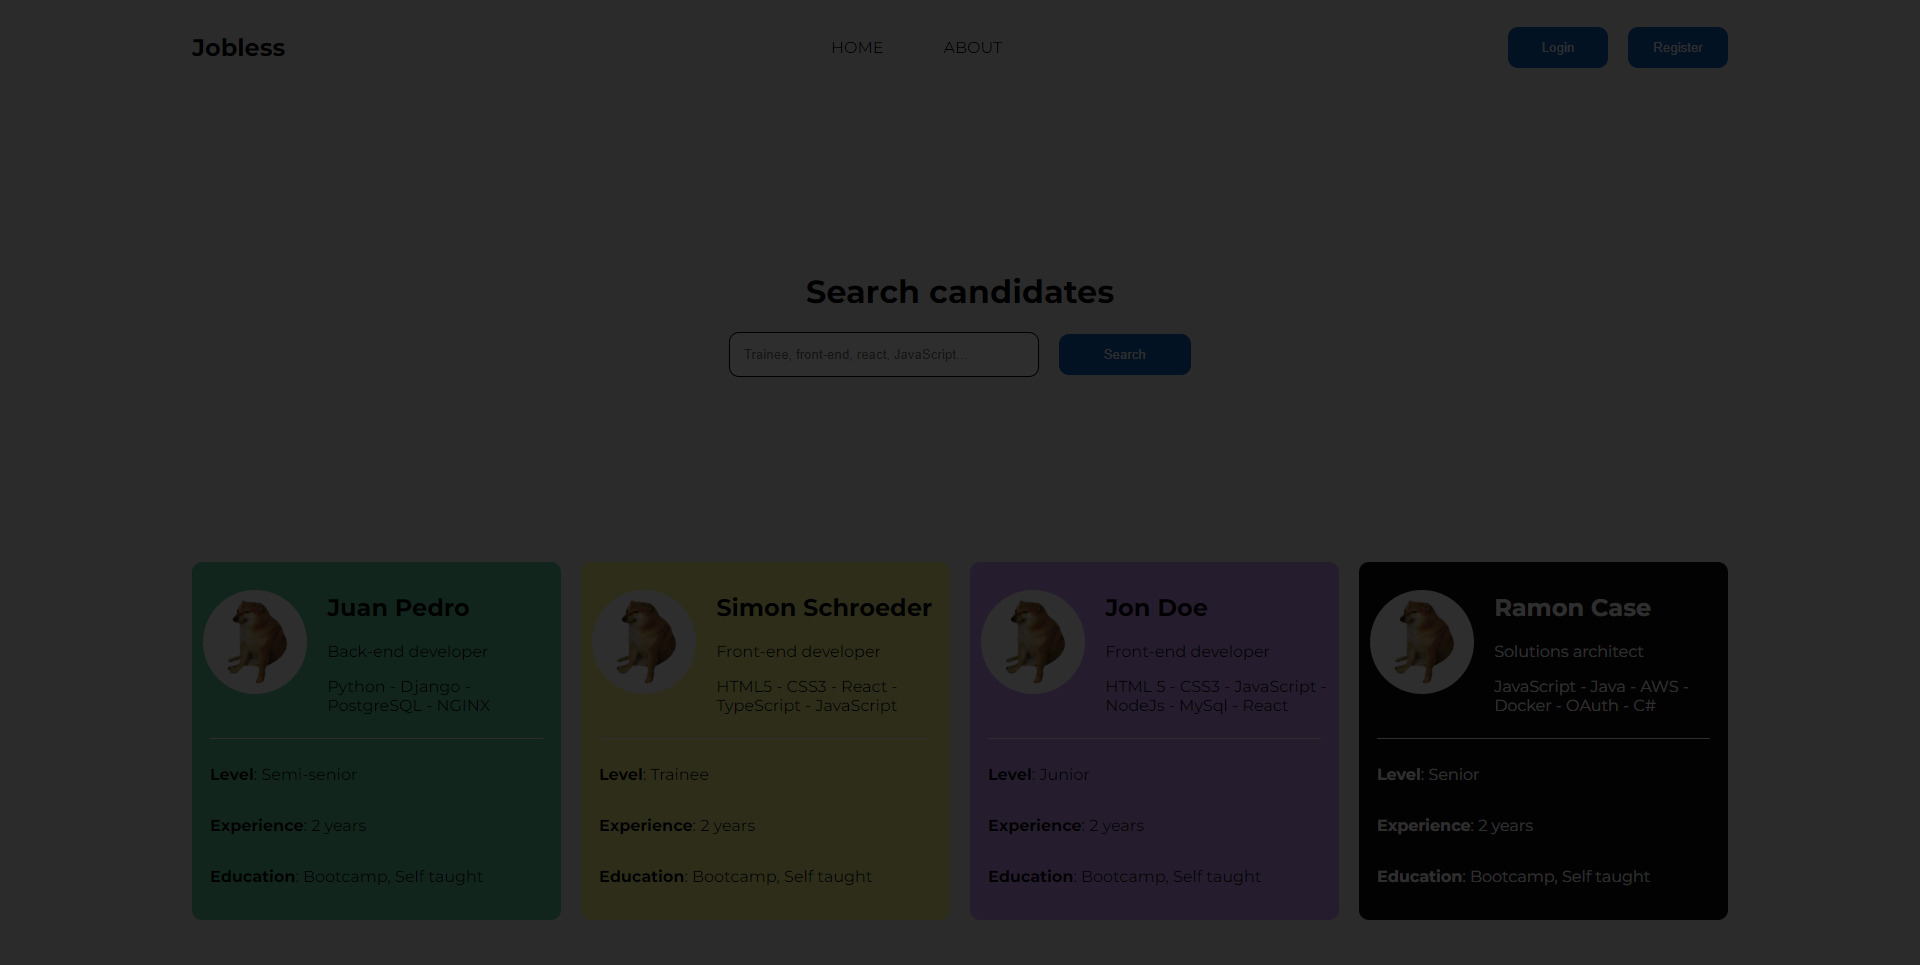 Jobless
HOME
ABOUT
Login
Register
Search candidates
Trainee, front-end, react, JavaScript...
Search
Juan Pedro
Back-end developer
Python - Django -
PostgreSQL - NGINX
Level: Semi-senior
Experience: 2 years
Education: Bootcamp, Self taught
Simon Schroeder
Front-end developer
HTML5 - CSS3 - React -
TypeScript - JavaScript
Level: Trainee
Experience: 2 years
Education: Bootcamp, Self taught
Jon Doe
Front-end developer
HTML 5 - CSS3 - JavaScript -
NodeJs - MySql - React
Level: Junior
Experience: 2 years
Education: Bootcamp, Self taught
Ramon Case
Solutions architect
JavaScript - Java - AWS -
Docker - OAuth - C#
Level: Senior
Experience: 2 years
Education: Bootcamp, Self taught